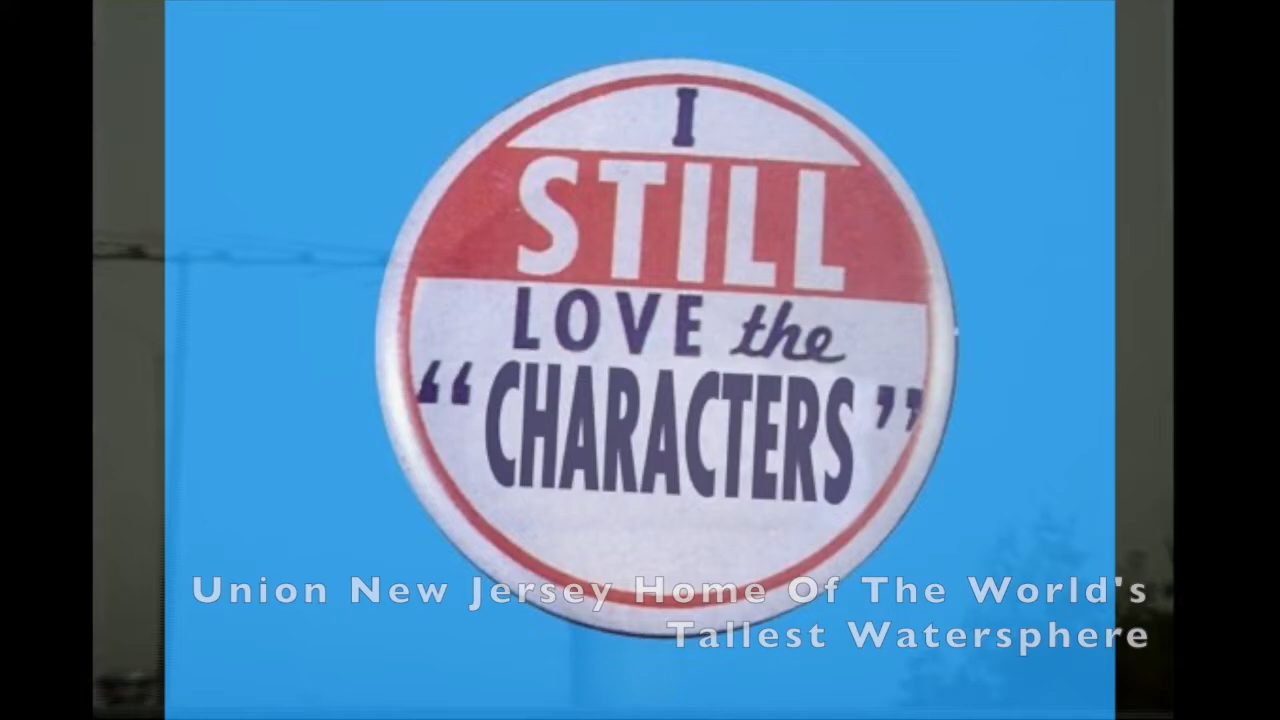 I
STILL
LOVE the
“CHARACTERS”
Union New Jersey Home Of The World's
Tallest Watersphere